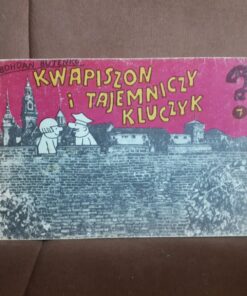 BOHDAN BUTENKO
KWAPISZON
i TAJEMNICZY
KLUCZYK